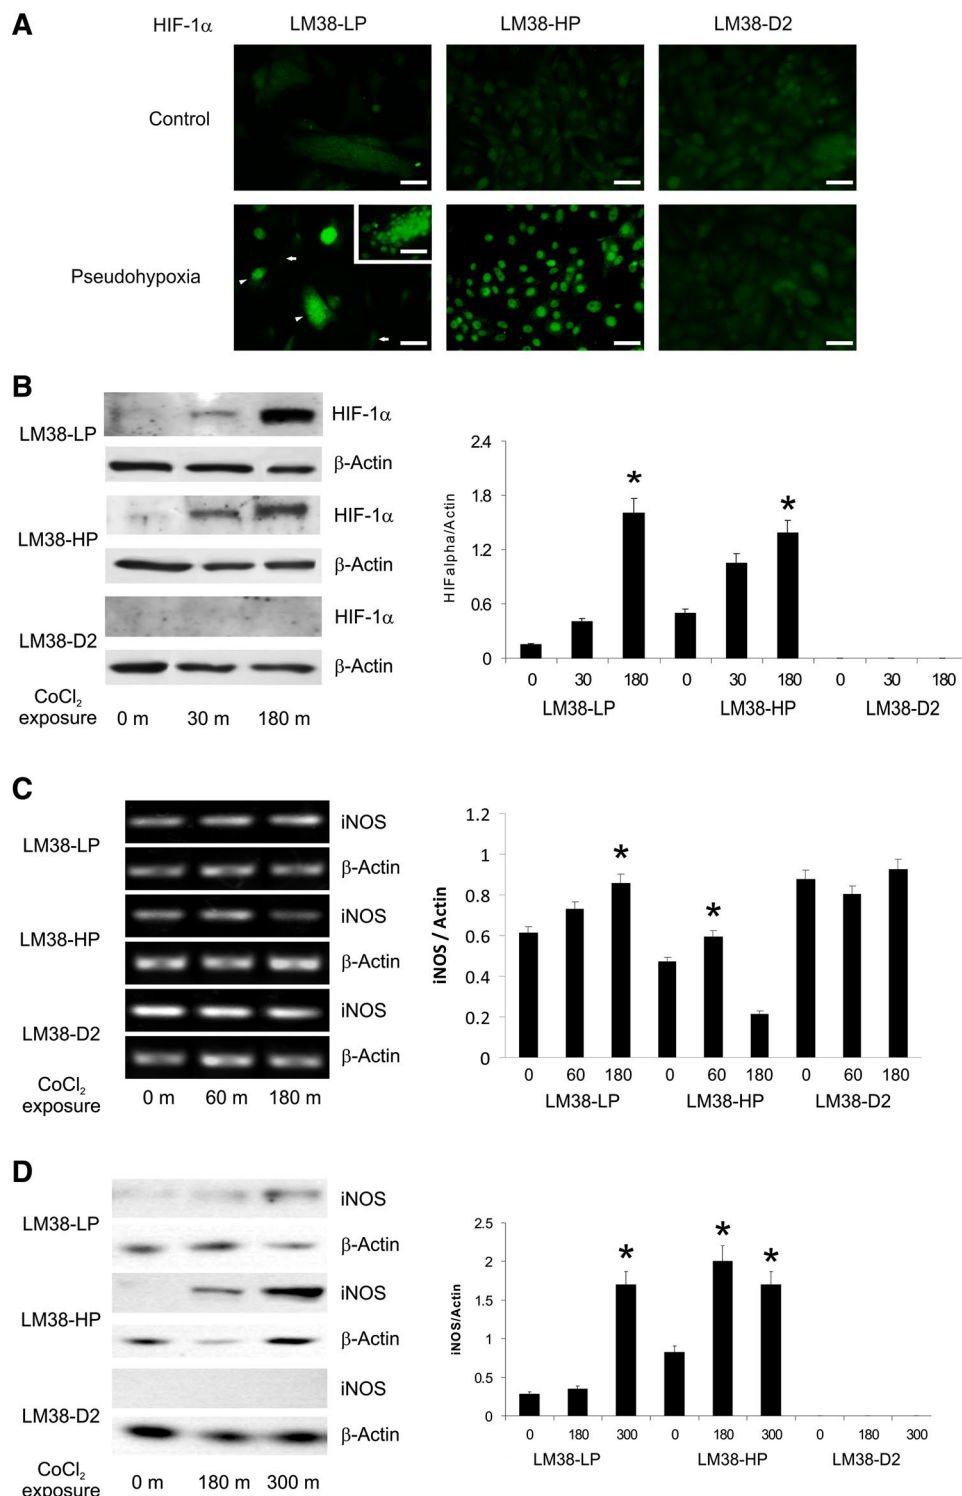 A
HIF-1α LM38-LP LM38-HP LM38-D2
Control
Pseudohypoxia
B
LM38-LP
HIF-1α
β-Actin
LM38-HP
HIF-1α
β-Actin
LM38-D2
HIF-1α
β-Actin
CoCl₂
exposure 0 m 30 m 180 m
HIFalpha/Actin
2.4
1.8
1.2
0.6
0
* *
0 30 180 0 30 180 0 30 180
LM38-LP LM38-HP LM38-D2
C
LM38-LP
iNOS
β-Actin
LM38-HP
iNOS
β-Actin
LM38-D2
iNOS
β-Actin
CoCl₂
exposure 0 m 60 m 180 m
iNOS / Actin
1.2
1
0.8
0.6
0.4
0.2
0
* *
0 60 180 0 60 180 0 60 180
LM38-LP LM38-HP LM38-D2
D
LM38-LP
iNOS
β-Actin
LM38-HP
iNOS
β-Actin
LM38-D2
iNOS
β-Actin
CoCl₂
exposure 0 m 180 m 300 m
iNOS/Actin
2.5
2
1.5
1
0.5
0
* * *
0 180 300 0 180 300 0 180 300
LM38-LP LM38-HP LM38-D2